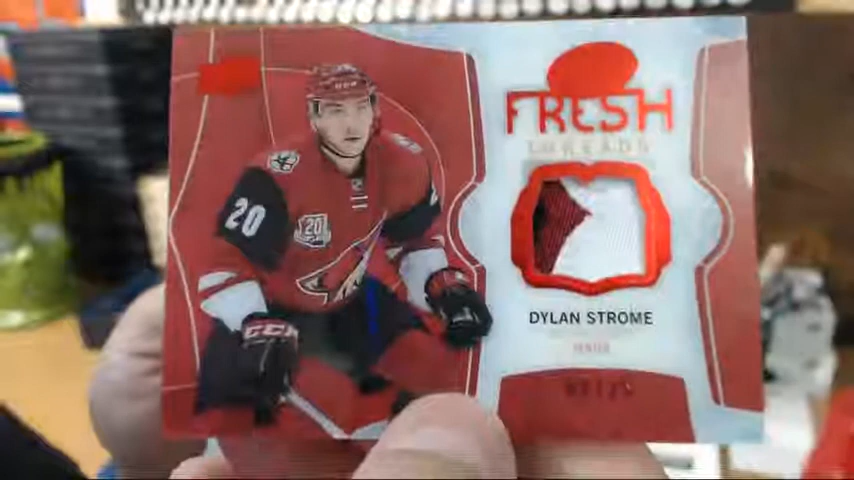 FRESH
THREADS
DYLAN STROME
20
20
CCM